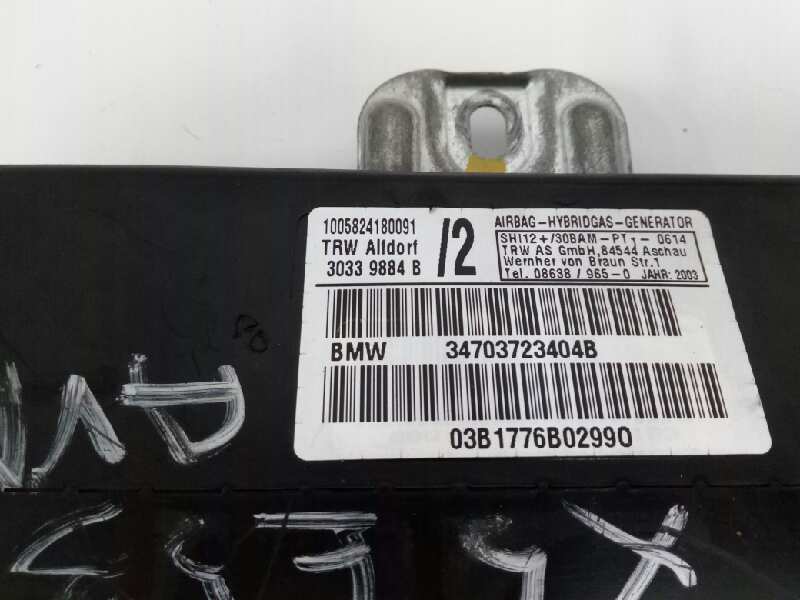 1005824180091
TRW Alldorf
3033 9884 B
/2
AIRBAG-HYBRIDGAS-GENERATOR
SHI12+/30BAM-PT1- 0614
TRW AS GmbH,84544 Aschau
Wernher von Braun Str.1
Tel. 08638 / 965-0 JAHR: 2003
BMW 34703723404B
03B1776B0299O